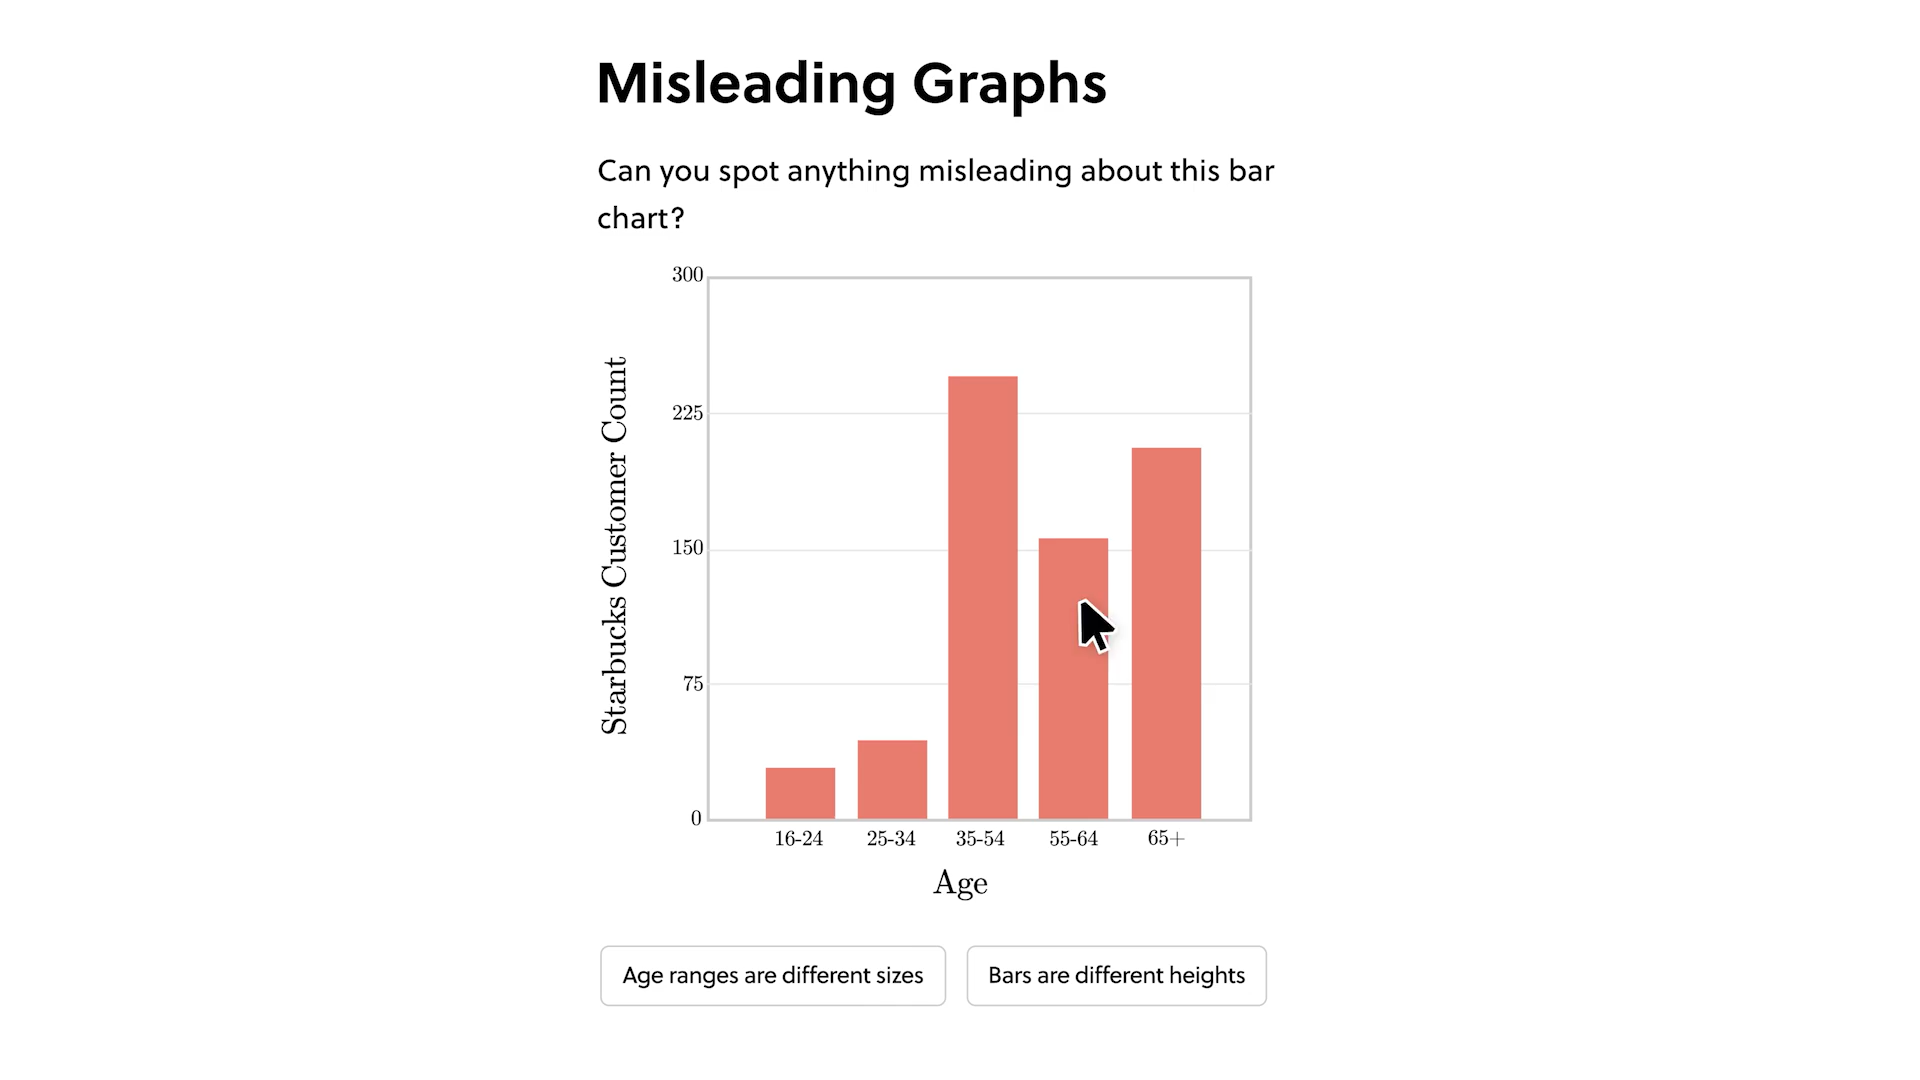 Misleading Graphs
Can you spot anything misleading about this bar
chart?
Starbucks Customer Count
300
225
150
75
0
16-24 25-34 35-54 55-64 65+
Age
Age ranges are different sizes
Bars are different heights